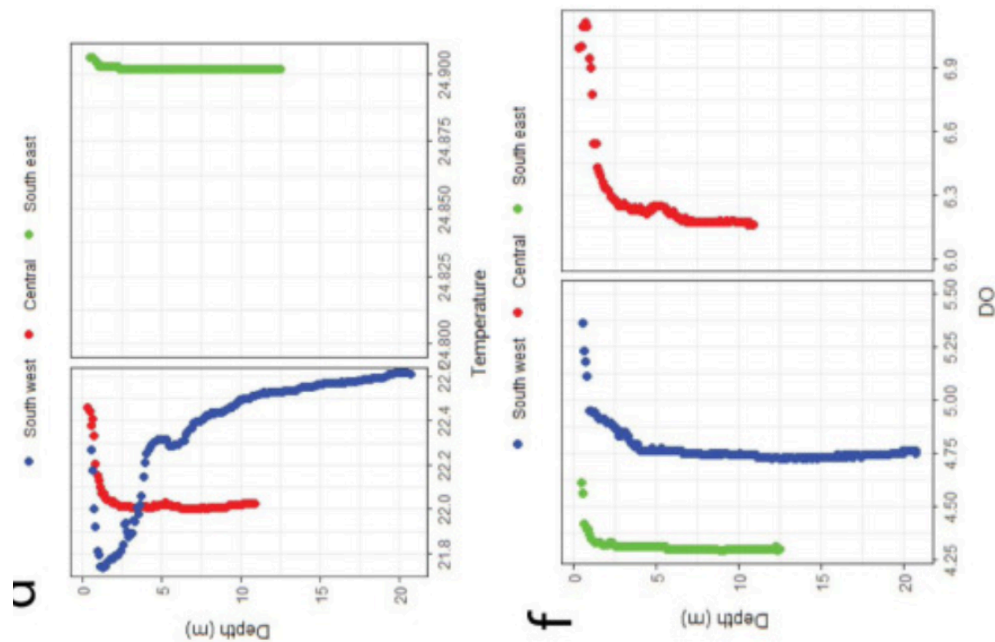 South west Central South east
21.8 22.0 22.2 22.4 24.800 24.825 24.850 24.875 24.900
Temperature
0
5
10
15
20
Depth (m)
f
South west Central South east
4.25 4.50 4.75 5.00 5.25 5.50 6.0 6.3 6.6 6.9
DO
0
5
10
15
20
Depth (m)